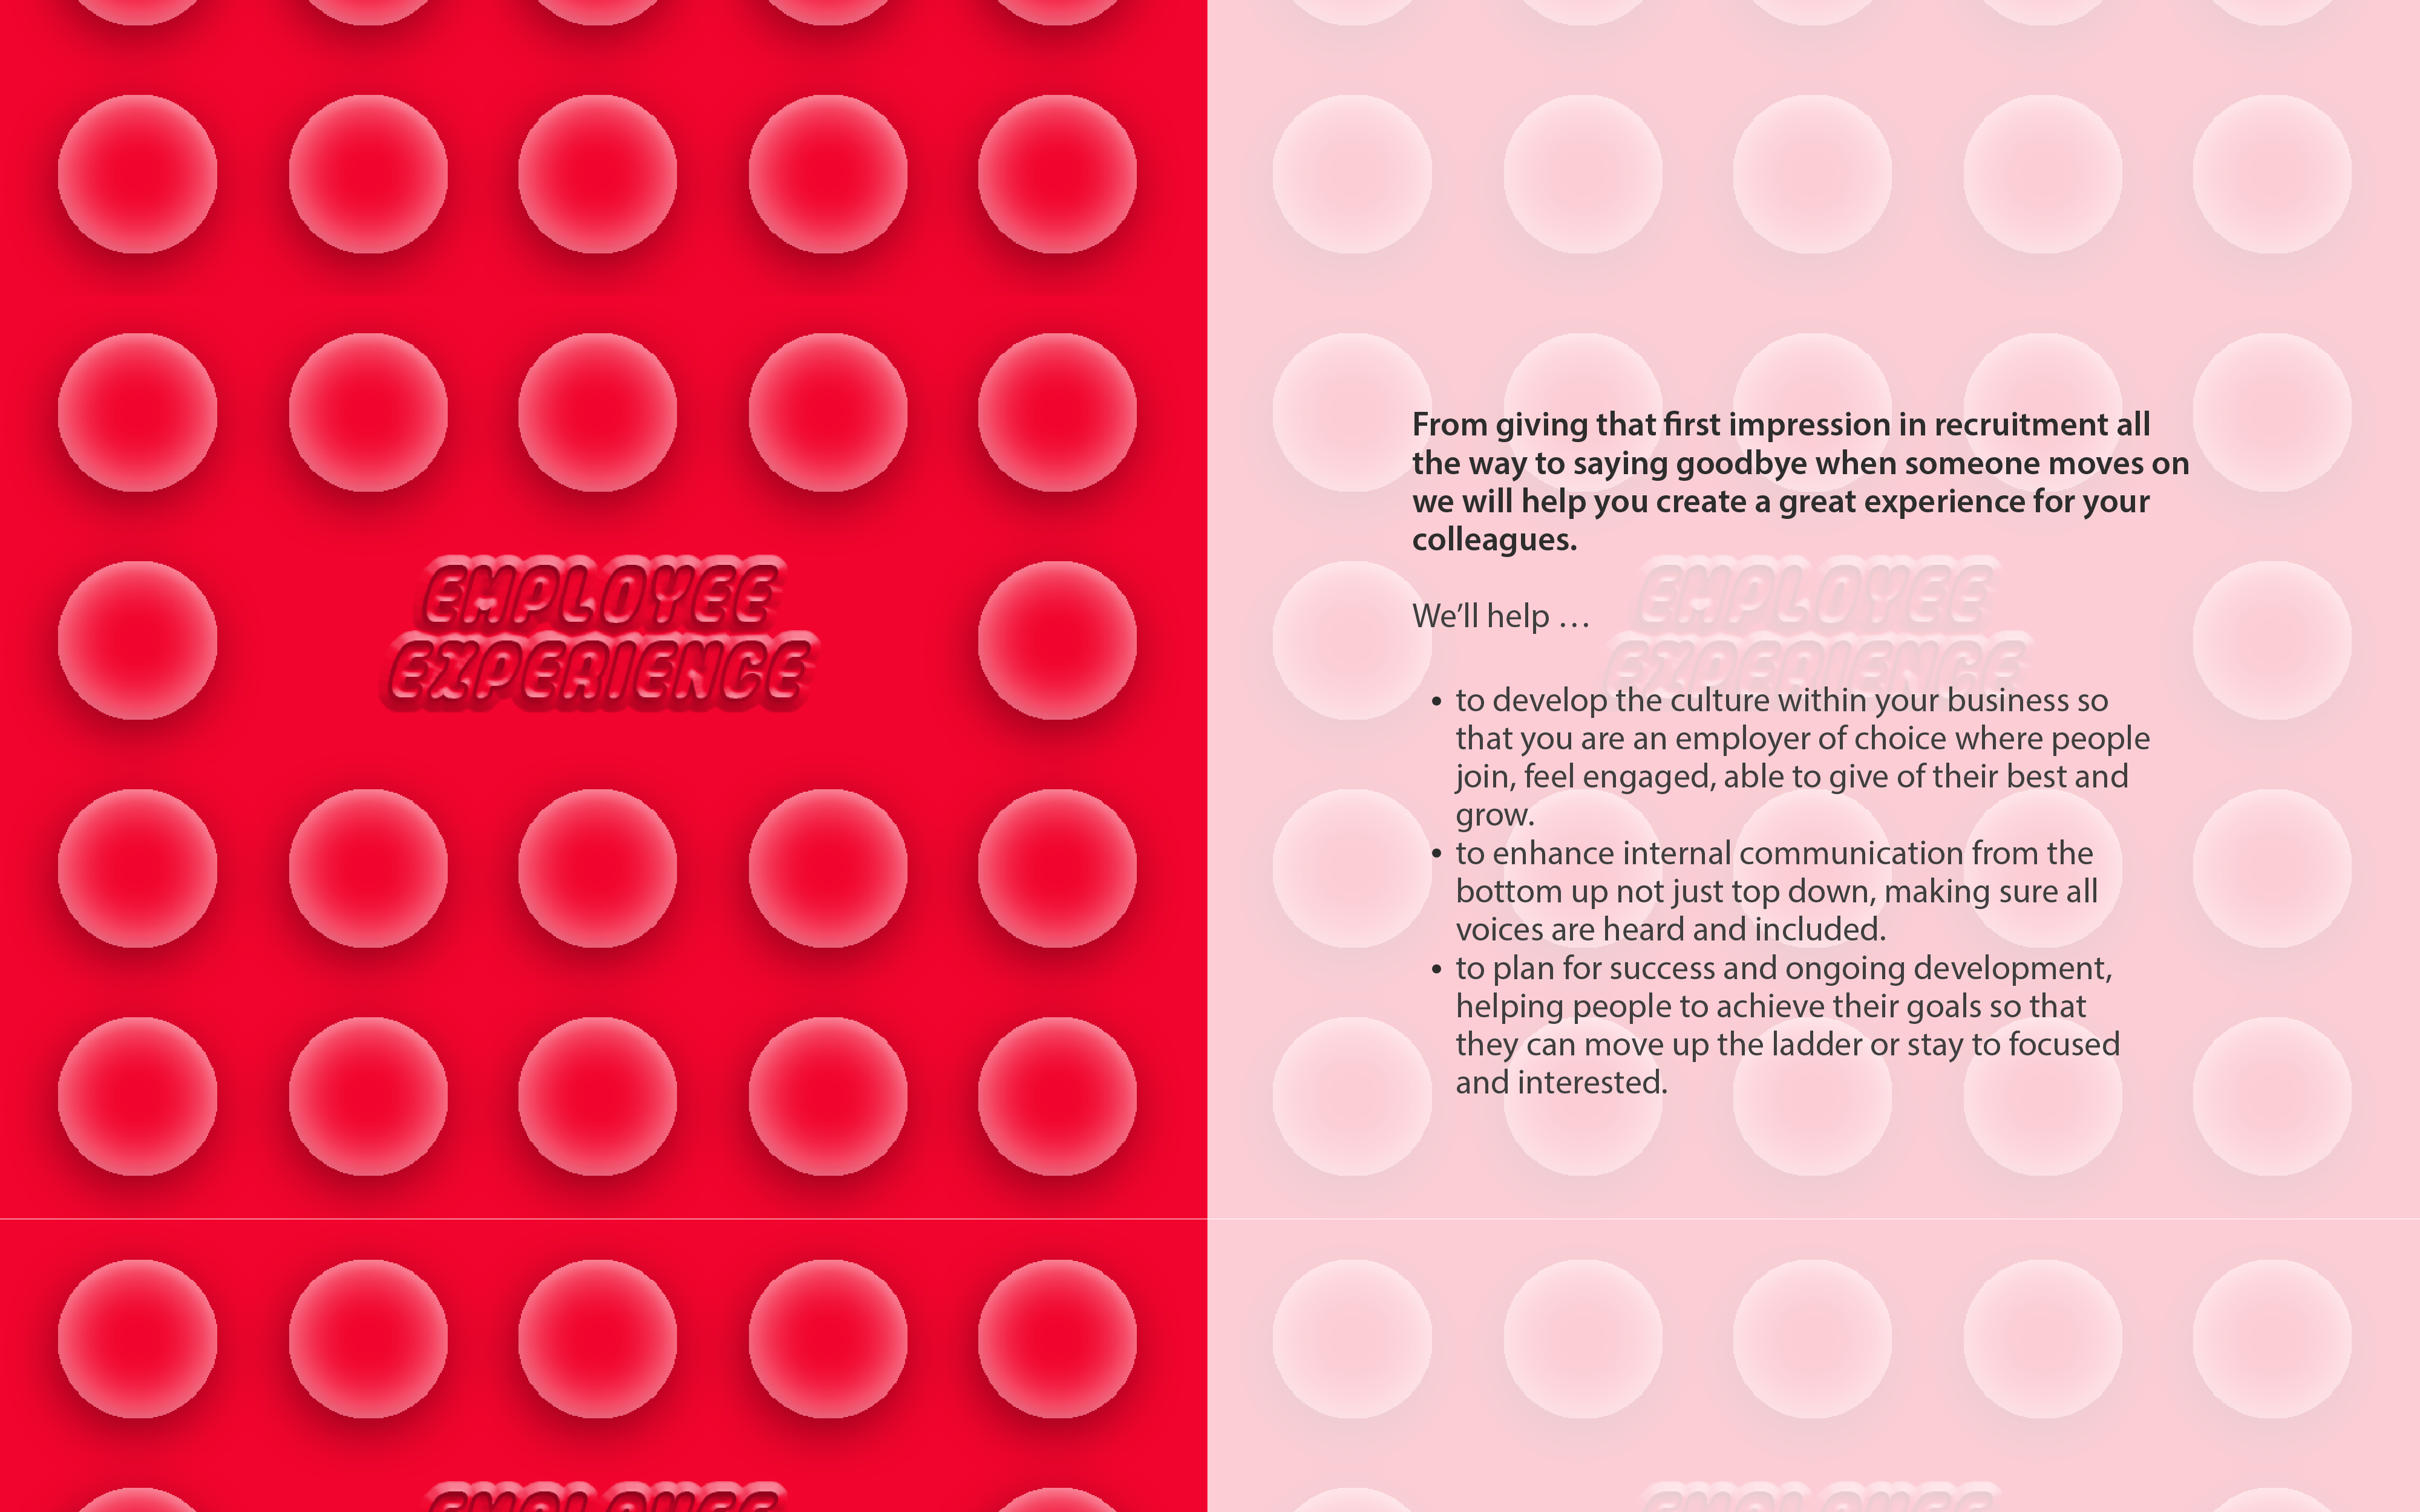 EMPLOYEE
EXPERIENCE
From giving that first impression in recruitment all
the way to saying goodbye when someone moves on
we will help you create a great experience for your
colleagues.
EMPLOYEE
EXPERIENCE
We’ll help …
• to develop the culture within your business so
that you are an employer of choice where people
join, feel engaged, able to give of their best and
grow.
• to enhance internal communication from the
bottom up not just top down, making sure all
voices are heard and included.
• to plan for success and ongoing development,
helping people to achieve their goals so that
they can move up the ladder or stay to focused
and interested.
EMPLOYEE
EMPLOYEE